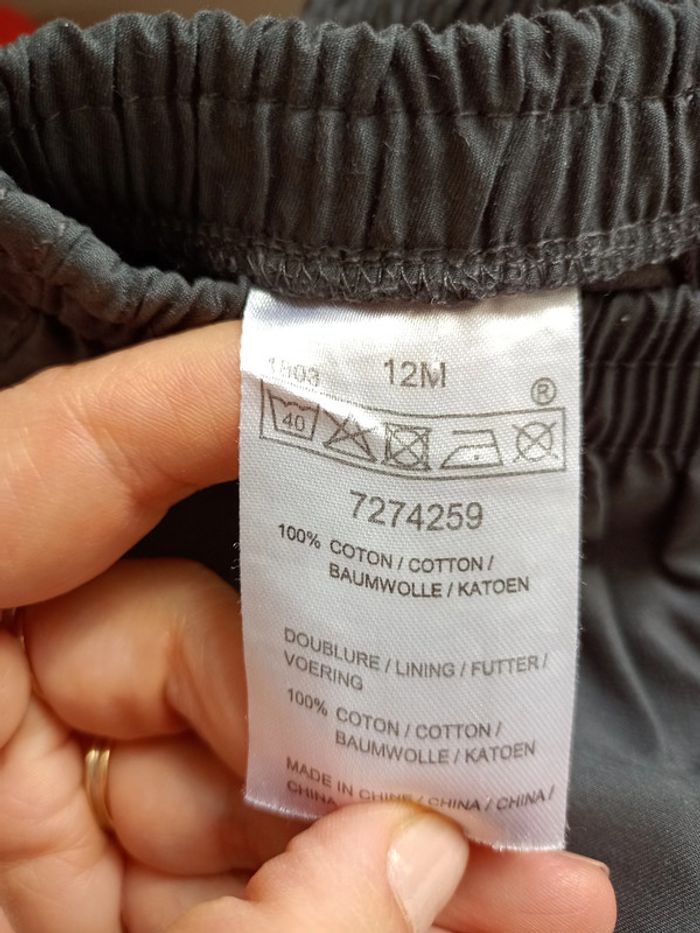 12M
®
40
7274259
100% COTON / COTTON /
BAUMWOLLE / KATOEN
DOUBLURE / LINING / FUTTER /
VOERING
100% COTON / COTTON /
BAUMWOLLE / KATOEN
MADE IN CHINE / CHINA / CHINA /
CHINA